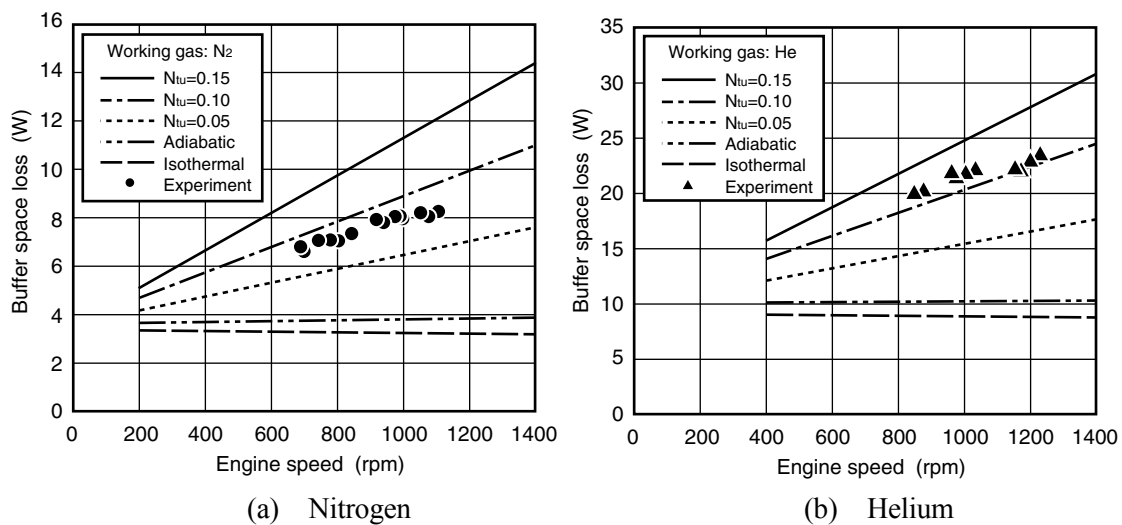 16
14
12
10
8
6
4
2
0
Buffer space loss (W)
Working gas: N2
Ntu=0.15
Ntu=0.10
Ntu=0.05
Adiabatic
Isothermal
Experiment
0 200 400 600 800 1000 1200 1400
Engine speed (rpm)
(a) Nitrogen
35
30
25
20
15
10
5
0
Buffer space loss (W)
Working gas: He
Ntu=0.15
Ntu=0.10
Ntu=0.05
Adiabatic
Isothermal
Experiment
0 200 400 600 800 1000 1200 1400
Engine speed (rpm)
(b) Helium